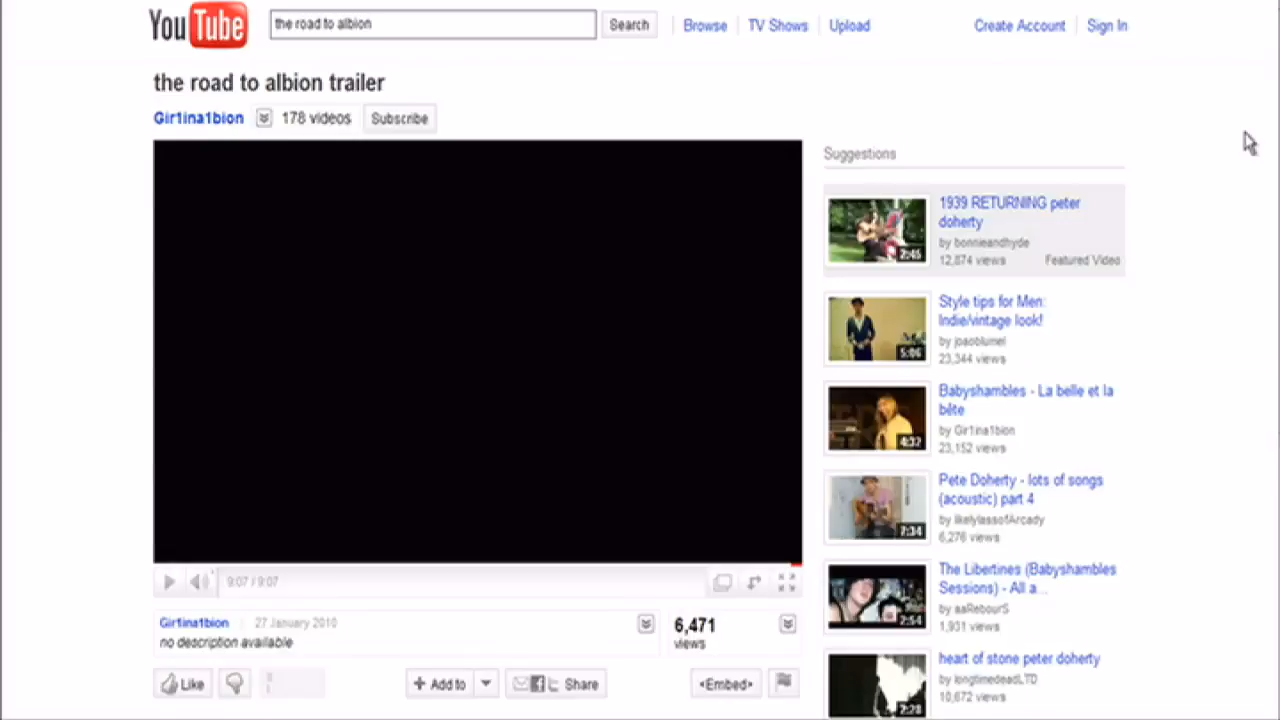 You Tube
the road to albion
Search
Browse
TV Shows
Upload
Create Account
Sign In
the road to albion trailer
Gir1ina1bion
178 videos
Subscribe
9:07 / 9:07
Gir1ina1bion
27 January 2010
no description available
6,471
views
Like
Add to
Share
<Embed>
Suggestions
1939 RETURNING peter
doherty
by bonnieandhyde
12,874 views
Featured Video
2:45
Style tips for Men:
Indie/vintage look!
by joaoblumel
23,344 views
5:06
Babyshambles - La belle et la
bête
by Gir1ina1bion
23,152 views
4:32
Pete Doherty - lots of songs
(acoustic) part 4
by likelylassofArcady
6,276 views
7:34
The Libertines (Babyshambles
Sessions) - All a...
by aaRebourS
1,931 views
2:54
heart of stone peter doherty
by longtimedeadLTD
10,672 views
2:28